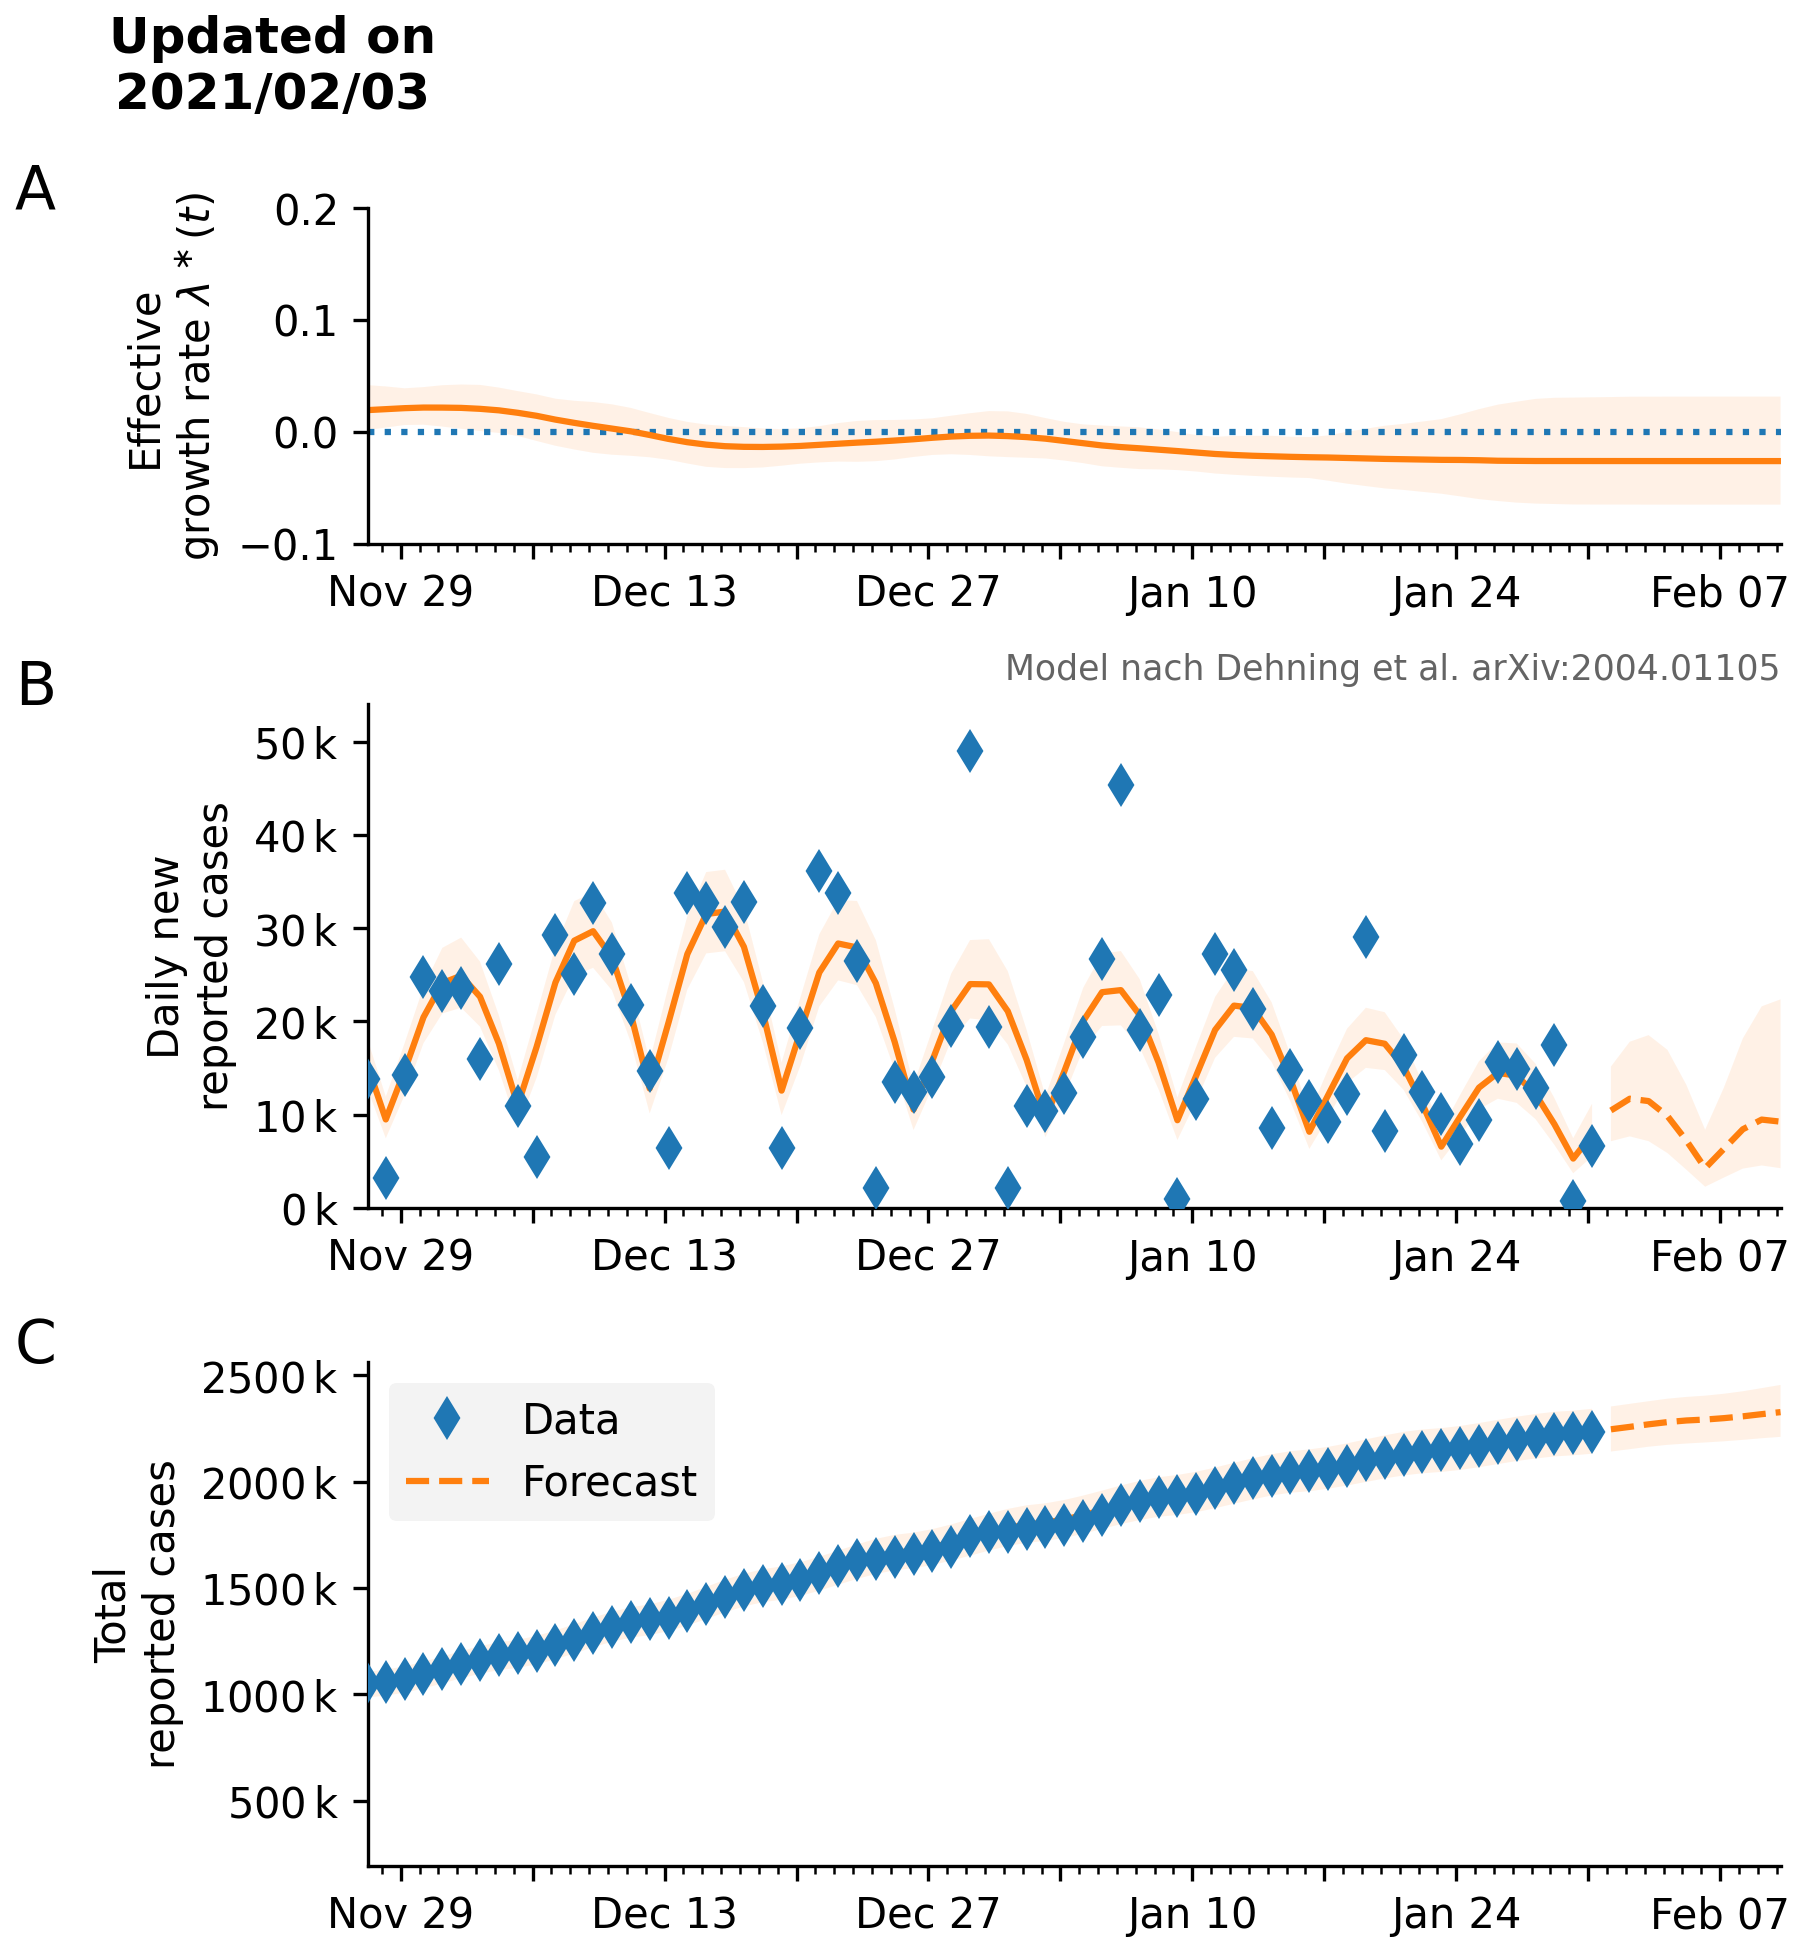 Updated on
2021/02/03
A
Effective
growth rate λ * (t)
0.2
0.1
0.0
−0.1
Nov 29 Dec 13 Dec 27 Jan 10 Jan 24 Feb 07
Model nach Dehning et al. arXiv:2004.01105
B
Daily new
reported cases
50 k
40 k
30 k
20 k
10 k
0 k
Nov 29 Dec 13 Dec 27 Jan 10 Jan 24 Feb 07
C
Total
reported cases
2500 k
2000 k
1500 k
1000 k
500 k
Data
Forecast
Nov 29 Dec 13 Dec 27 Jan 10 Jan 24 Feb 07